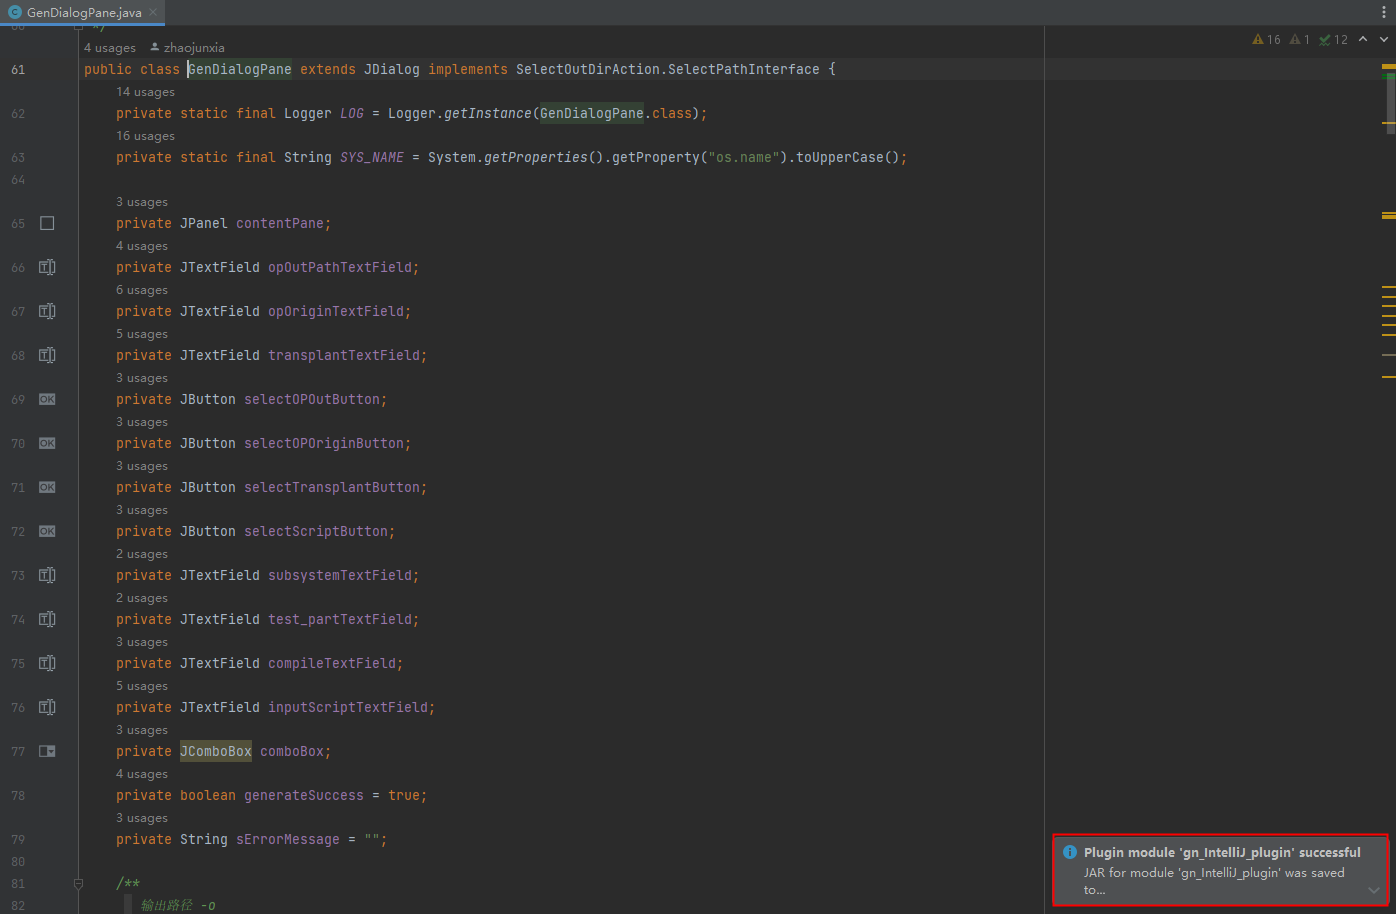 GenDialogPane.java
60 */
4 usages zhaojunxia
16 1 12
61 public class GenDialogPane extends JDialog implements SelectOutDirAction.SelectPathInterface {
14 usages
62 private static final Logger LOG = Logger.getInstance(GenDialogPane.class);
16 usages
63 private static final String SYS_NAME = System.getProperties().getProperty("os.name").toUpperCase();
64
3 usages
65 private JPanel contentPane;
4 usages
66 private JTextField opOutPathTextField;
6 usages
67 private JTextField opOriginTextField;
5 usages
68 private JTextField transplantTextField;
3 usages
69 OK private JButton selectOPOutButton;
3 usages
70 OK private JButton selectOPOriginButton;
3 usages
71 OK private JButton selectTransplantButton;
3 usages
72 OK private JButton selectScriptButton;
2 usages
73 private JTextField subsystemTextField;
2 usages
74 private JTextField test_partTextField;
3 usages
75 private JTextField compileTextField;
5 usages
76 private JTextField inputScriptTextField;
3 usages
77 private JComboBox comboBox;
4 usages
78 private boolean generateSuccess = true;
3 usages
79 private String sErrorMessage = "";
80
81 /**
82 输出路径 -o
Plugin module 'gn_IntelliJ_plugin' successful
JAR for module 'gn_IntelliJ_plugin' was saved
to...